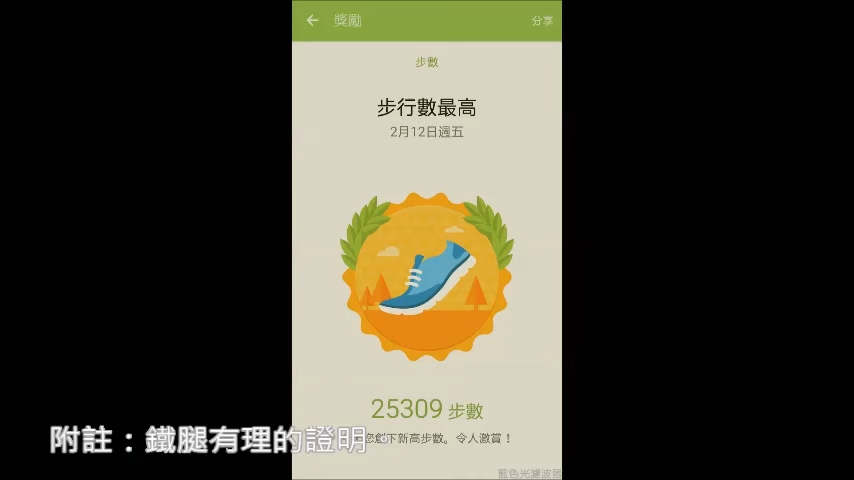 獎勵
分享
步數
步行數最高
2月12日週五
25309 步數
您創下新高步數。令人激賞！
附註：鐵腿有理的證明
藍色光濾波器